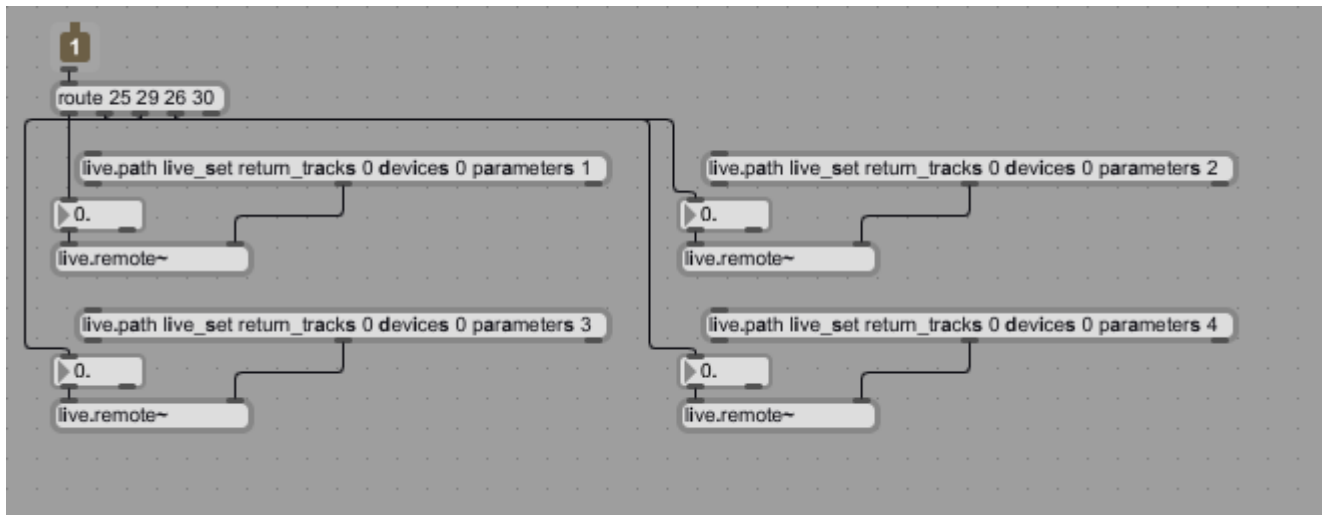 1
route 25 29 26 30
live.path live_set return_tracks 0 devices 0 parameters 1
live.path live_set return_tracks 0 devices 0 parameters 2
0.
0.
live.remote~
live.remote~
live.path live_set return_tracks 0 devices 0 parameters 3
live.path live_set return_tracks 0 devices 0 parameters 4
0.
0.
live.remote~
live.remote~